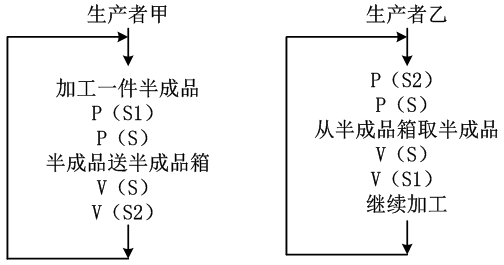 生产者甲
加工一件半成品
P（S1）
P（S）
半成品送半成品箱
V（S）
V（S2）
生产者乙
P（S2）
P（S）
从半成品箱取半成品
V（S）
V（S1）
继续加工